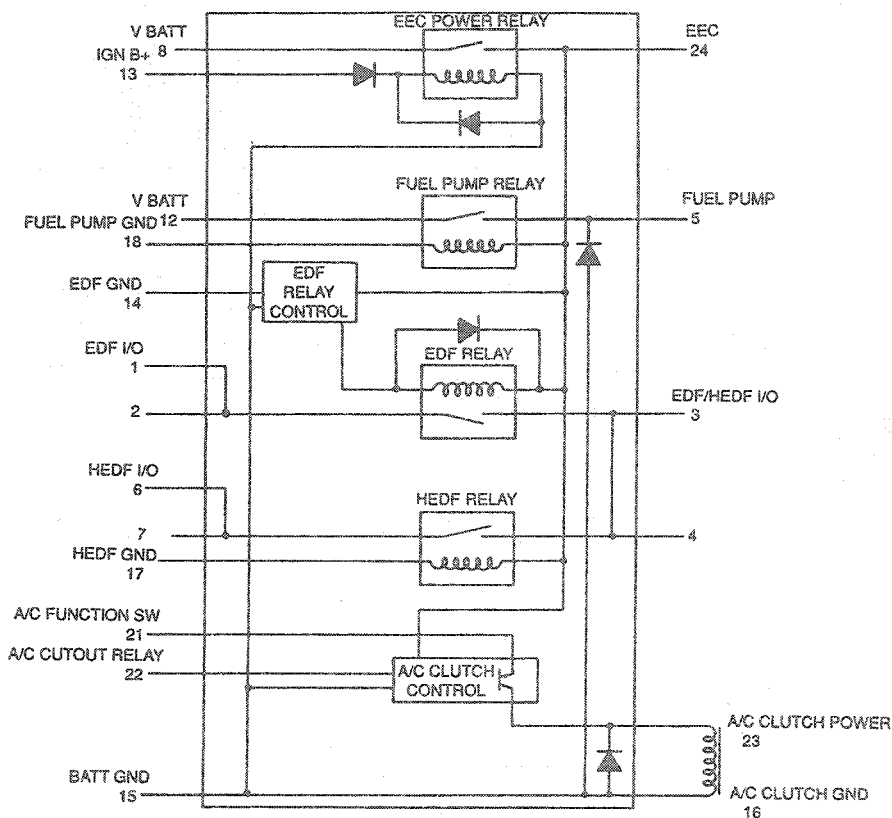 EEC POWER RELAY
V BATT
8
EEC
24
IGN B+
13
FUEL PUMP RELAY
V BATT
12
FUEL PUMP
5
FUEL PUMP GND
18
EDF GND
14
EDF
RELAY
CONTROL
EDF I/O
1
EDF RELAY
2
EDF/HEDF I/O
3
HEDF I/O
6
HEDF RELAY
7
4
HEDF GND
17
A/C FUNCTION SW
21
A/C CUTOUT RELAY
22
A/C CLUTCH
CONTROL
A/C CLUTCH POWER
23
BATT GND
15
A/C CLUTCH GND
16